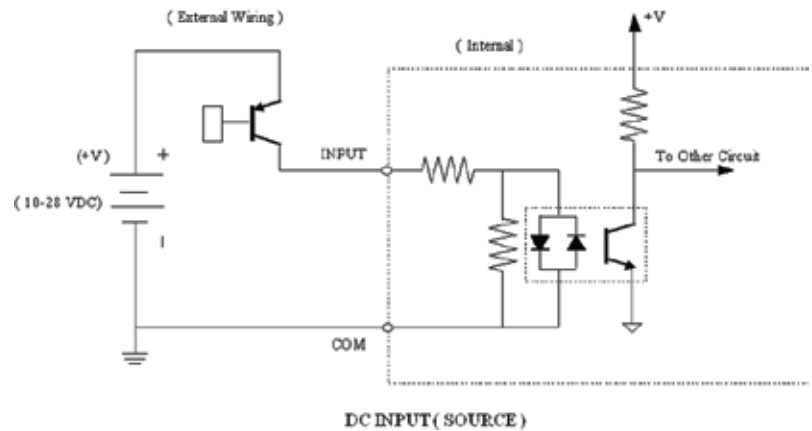 ( External Wiring )
( Internal )
+V
(+V)
+
INPUT
To Other Circuit
( 10-28 VDC)
COM
DC INPUT ( SOURCE )